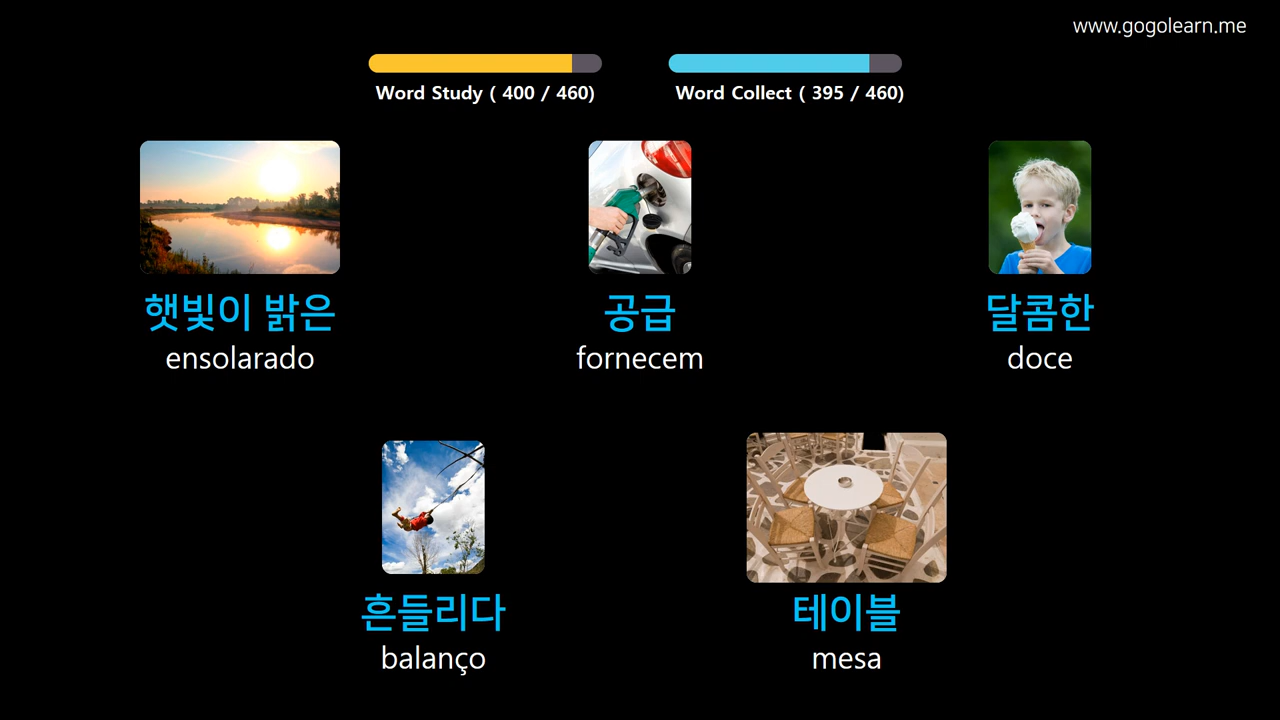 www.gogolearn.me
Word Study ( 400 / 460)
Word Collect ( 395 / 460)
햇빛이 밝은
ensolarado
공급
fornecem
달콤한
doce
흔들리다
balanço
테이블
mesa